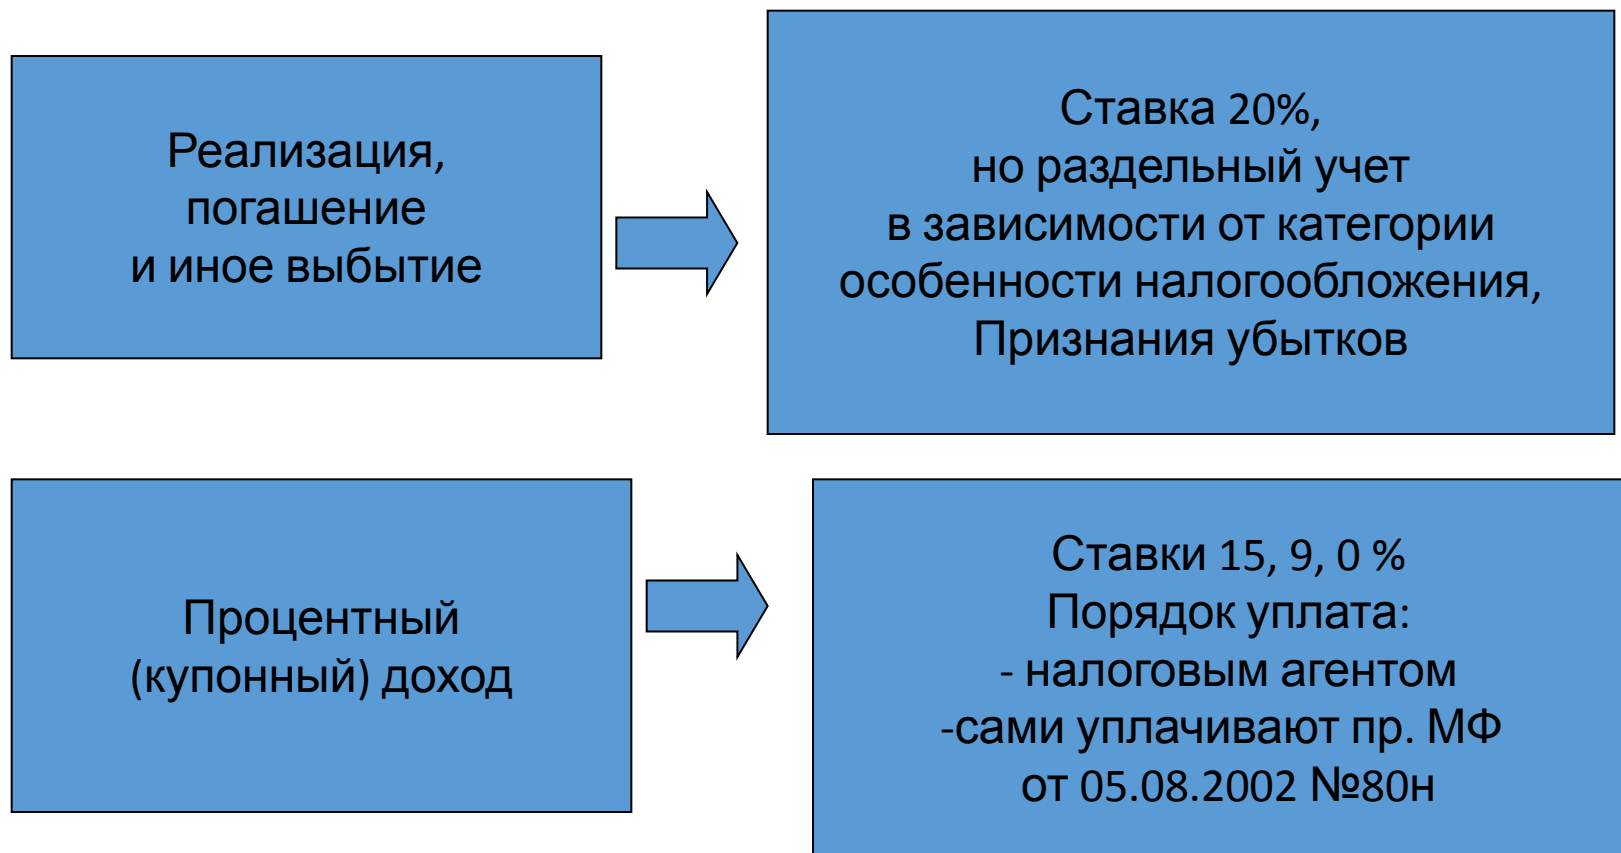 Реализация,
погашение
и иное выбытие
Ставка 20%,
но раздельный учет
в зависимости от категории
особенности налогообложения,
Признания убытков
Процентный
(купонный) доход
Ставки 15, 9, 0 %
Порядок уплата:
- налоговым агентом
-сами уплачивают пр. МФ
от 05.08.2002 №80н